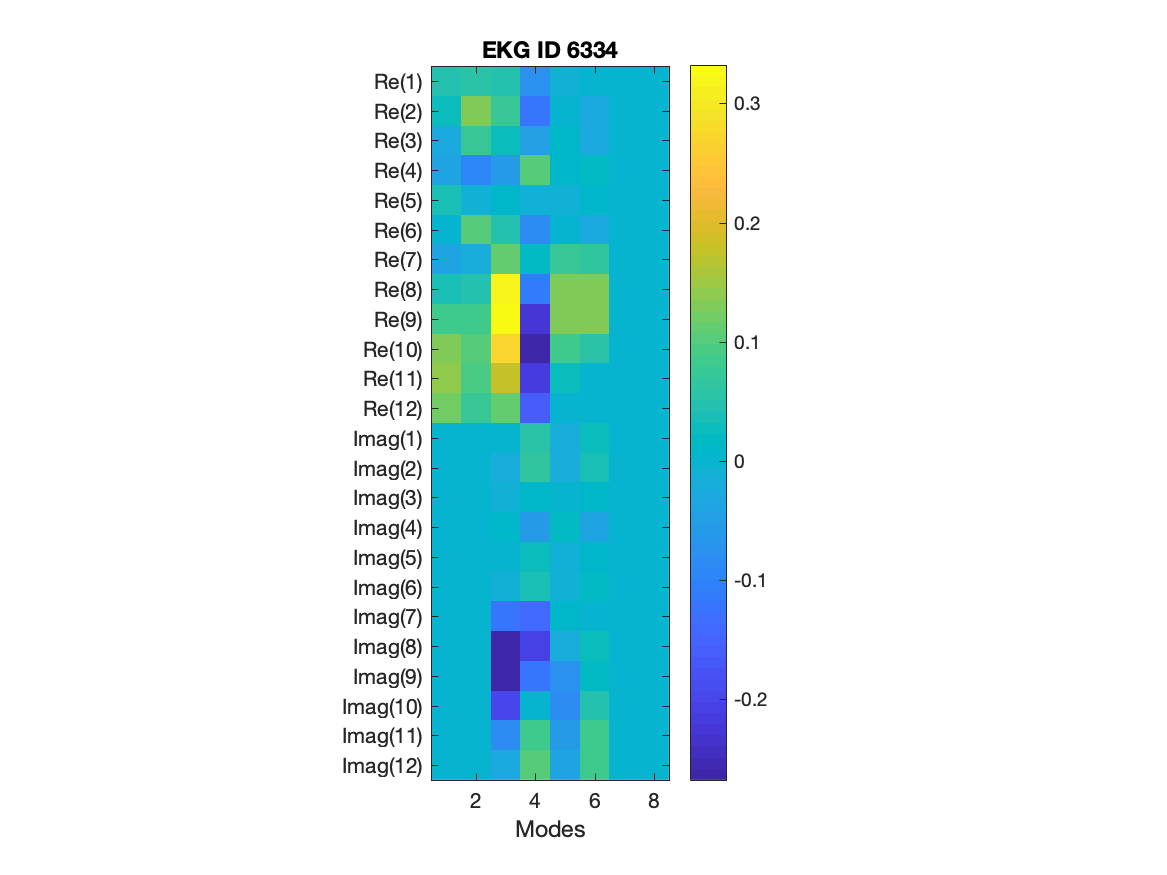 EKG ID 6334
Re(1)
Re(2)
Re(3)
Re(4)
Re(5)
Re(6)
Re(7)
Re(8)
Re(9)
Re(10)
Re(11)
Re(12)
Imag(1)
Imag(2)
Imag(3)
Imag(4)
Imag(5)
Imag(6)
Imag(7)
Imag(8)
Imag(9)
Imag(10)
Imag(11)
Imag(12)
2 4 6 8
Modes
0.3
0.2
0.1
0
-0.1
-0.2